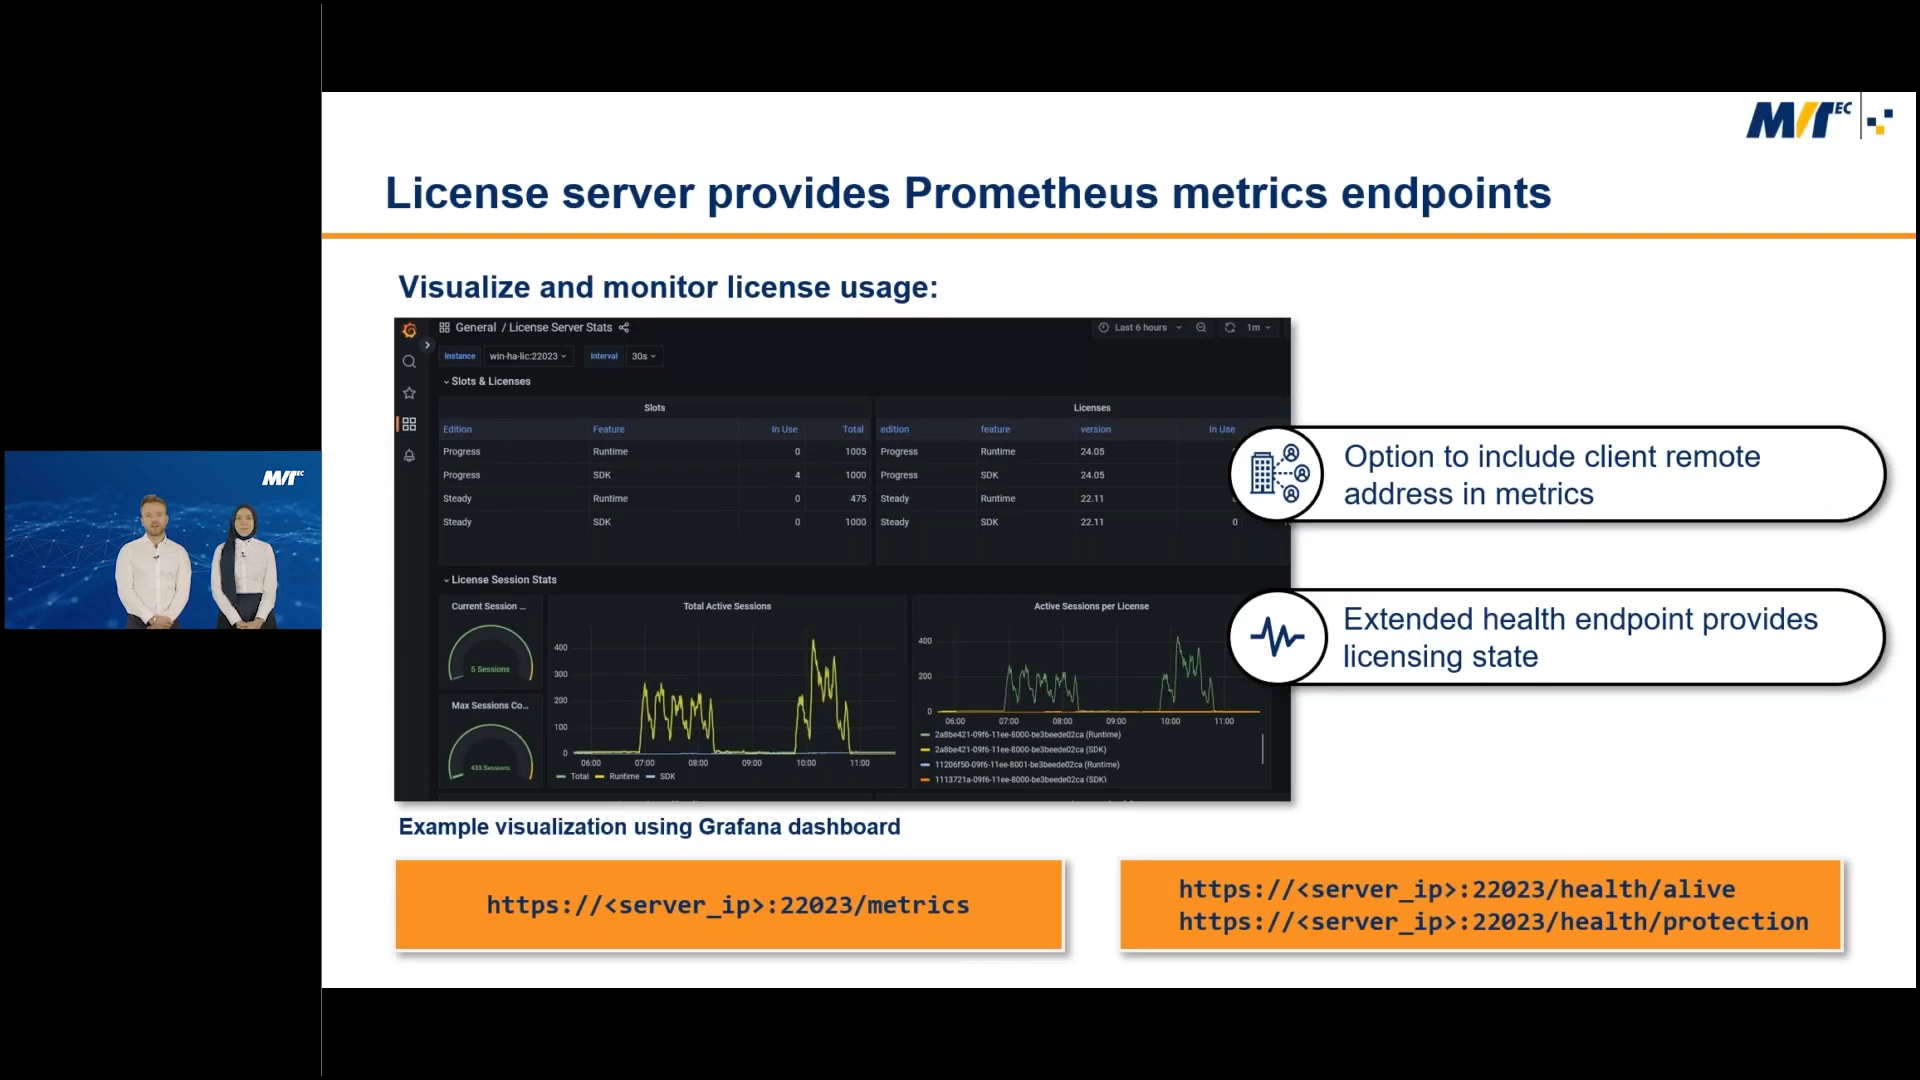 MVTEC
License server provides Prometheus metrics endpoints
Visualize and monitor license usage:
General / License Server Stats
Last 6 hours
1m
Instance
win-ha-lic:22023
Interval
30s
Slots & Licenses
Slots
Edition Feature In Use Total
Progress Runtime 0 1005
Progress SDK 4 1000
Steady Runtime 0 475
Steady SDK 0 1000
Licenses
edition feature version In Use
Progress Runtime 24.05
Progress SDK 24.05
Steady Runtime 22.11
Steady SDK 22.11 0
License Session Stats
Current Session ...
5 Sessions
Max Sessions Co...
433 Sessions
Total Active Sessions
400
300
200
100
0
06:00 07:00 08:00 09:00 10:00 11:00
Total Runtime SDK
Active Sessions per License
400
200
0
06:00 07:00 08:00 09:00 10:00 11:00
2a8be421-09f6-11ee-8000-be3beede02ca (Runtime)
2a8be421-09f6-11ee-8000-be3beede02ca (SDK)
11206f50-09f6-11ee-8001-be3beede02ca (Runtime)
1113721a-09f6-11ee-8000-be3beede02ca (SDK)
Option to include client remote
address in metrics
Extended health endpoint provides
licensing state
Example visualization using Grafana dashboard
https://<server_ip>:22023/metrics
https://<server_ip>:22023/health/alive
https://<server_ip>:22023/health/protection
MVTEC